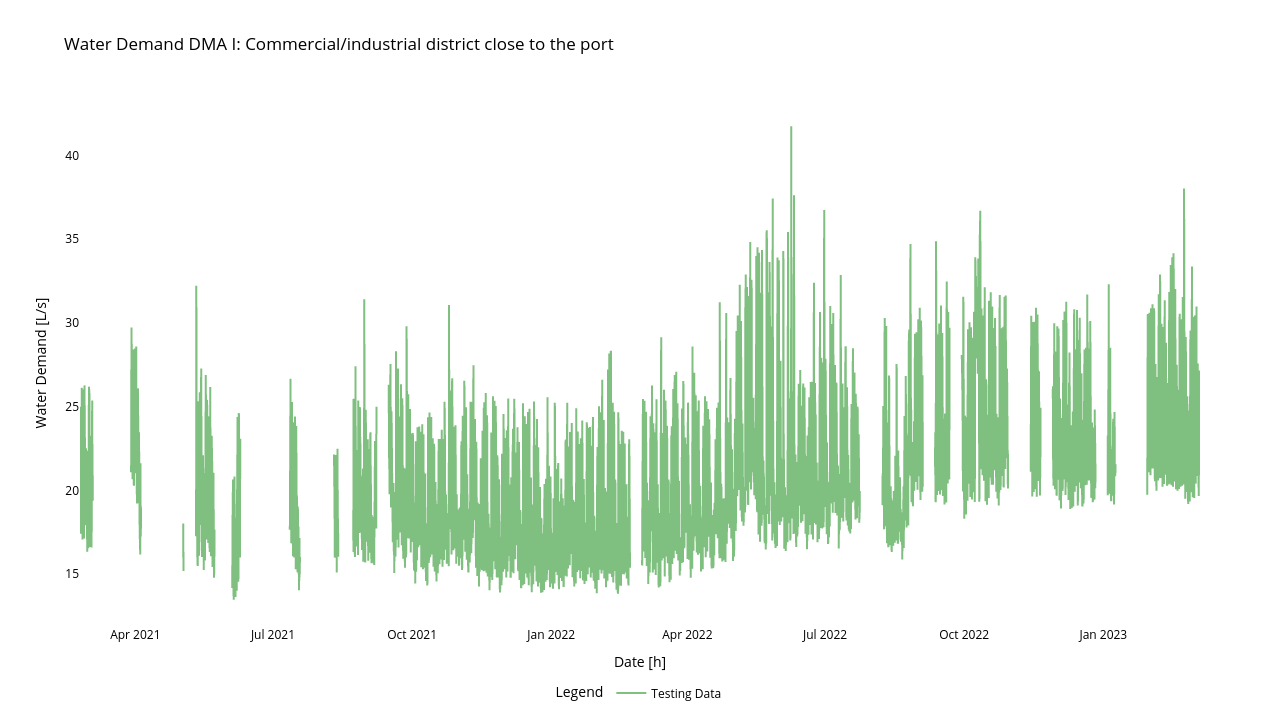 Water Demand DMA I: Commercial/industrial district close to the port
Water Demand [L/s]
40
35
30
25
20
15
Apr 2021
Jul 2021
Oct 2021
Jan 2022
Apr 2022
Jul 2022
Oct 2022
Jan 2023
Date [h]
Legend
Testing Data